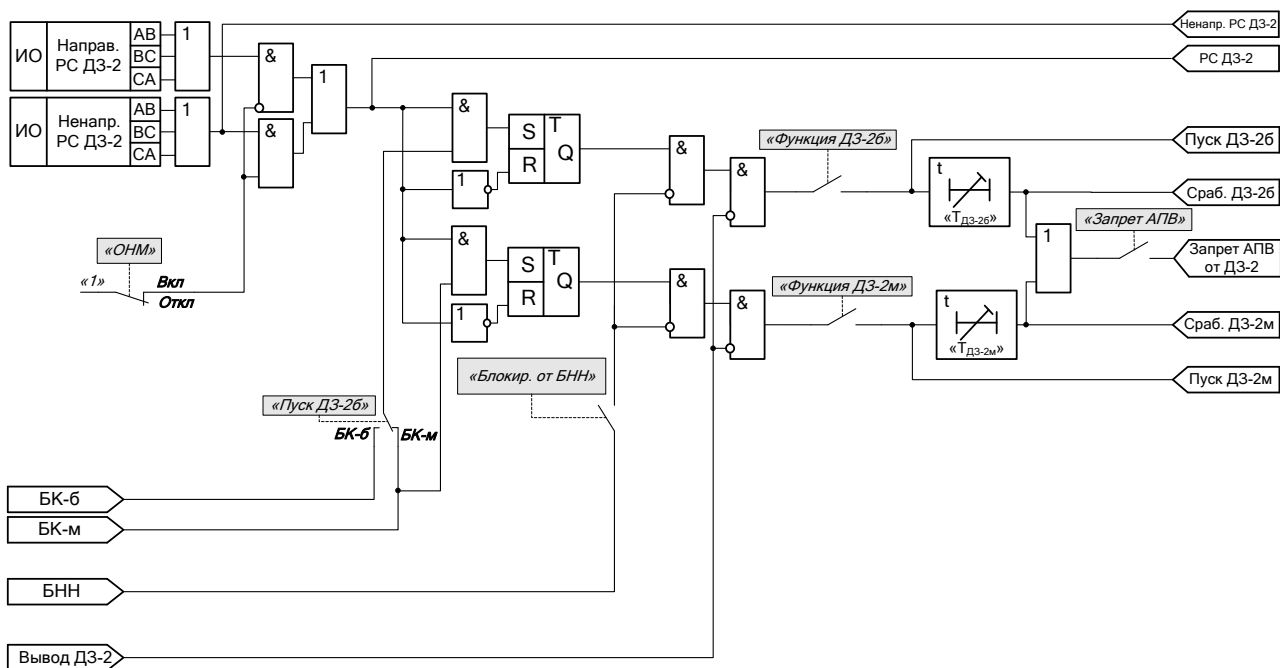 ИО
Направ.
РС ДЗ-2
AB
BC
CA
1
Ненапр. РС ДЗ-2
РС ДЗ-2
&
1
ИО
Ненапр.
РС ДЗ-2
AB
BC
CA
1
&
&
S
T
R
Q
1
&
&
«Функция ДЗ-2б»
t
«TДЗ-2б»
Пуск ДЗ-2б
Сраб. ДЗ-2б
«Запрет АПВ»
1
Запрет АПВ
от ДЗ-2
«ОНМ»
«1»
Вкл
Откл
&
S
T
R
Q
1
&
&
«Функция ДЗ-2м»
t
«TДЗ-2м»
Сраб. ДЗ-2м
Пуск ДЗ-2м
«Блокир. от БНН»
«Пуск ДЗ-2б»
БК-б
БК-м
БК-б
БК-м
БНН
Вывод ДЗ-2